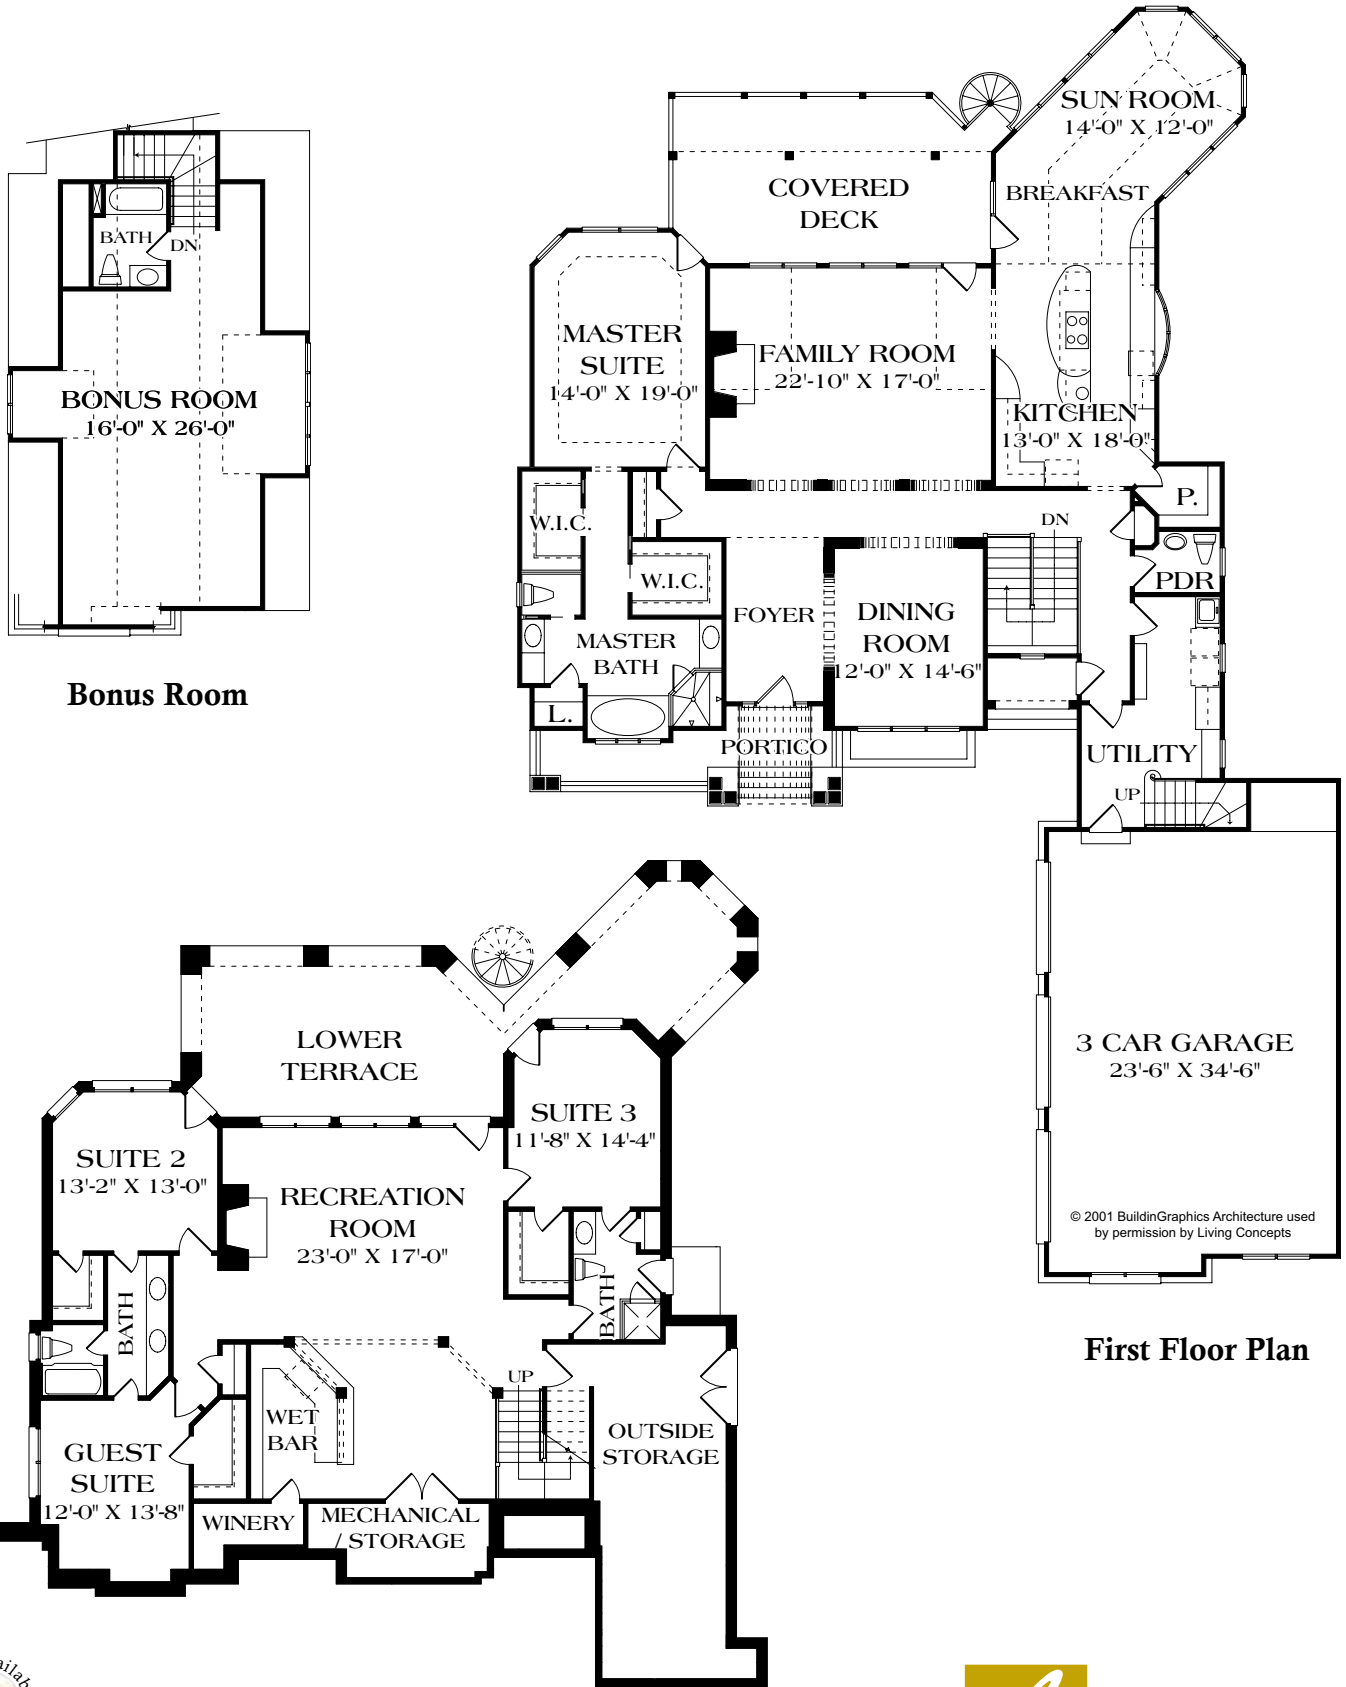 BATH
DN
BONUS ROOM
16'-0" X 26'-0"
Bonus Room
SUN ROOM
14'-0" X 12'-0"
COVERED
DECK
BREAKFAST
MASTER
SUITE
14'-0" X 19'-0"
FAMILY ROOM
22'-10" X 17'-0"
KITCHEN
13'-0" X 18'-0"
W.I.C.
W.I.C.
P.
DN
PDR
FOYER
DINING
ROOM
12'-0" X 14'-6"
MASTER
BATH
L.
PORTICO
UTILITY
UP
3 CAR GARAGE
23'-6" X 34'-6"
© 2001 BuildinGraphics Architecture used
by permission by Living Concepts
First Floor Plan
LOWER
TERRACE
SUITE 3
11'-8" X 14'-4"
SUITE 2
13'-2" X 13'-0"
RECREATION
ROOM
23'-0" X 17'-0"
BATH
BATH
UP
WET
BAR
OUTSIDE
STORAGE
GUEST
SUITE
12'-0" X 13'-8"
WINERY
MECHANICAL
/ STORAGE